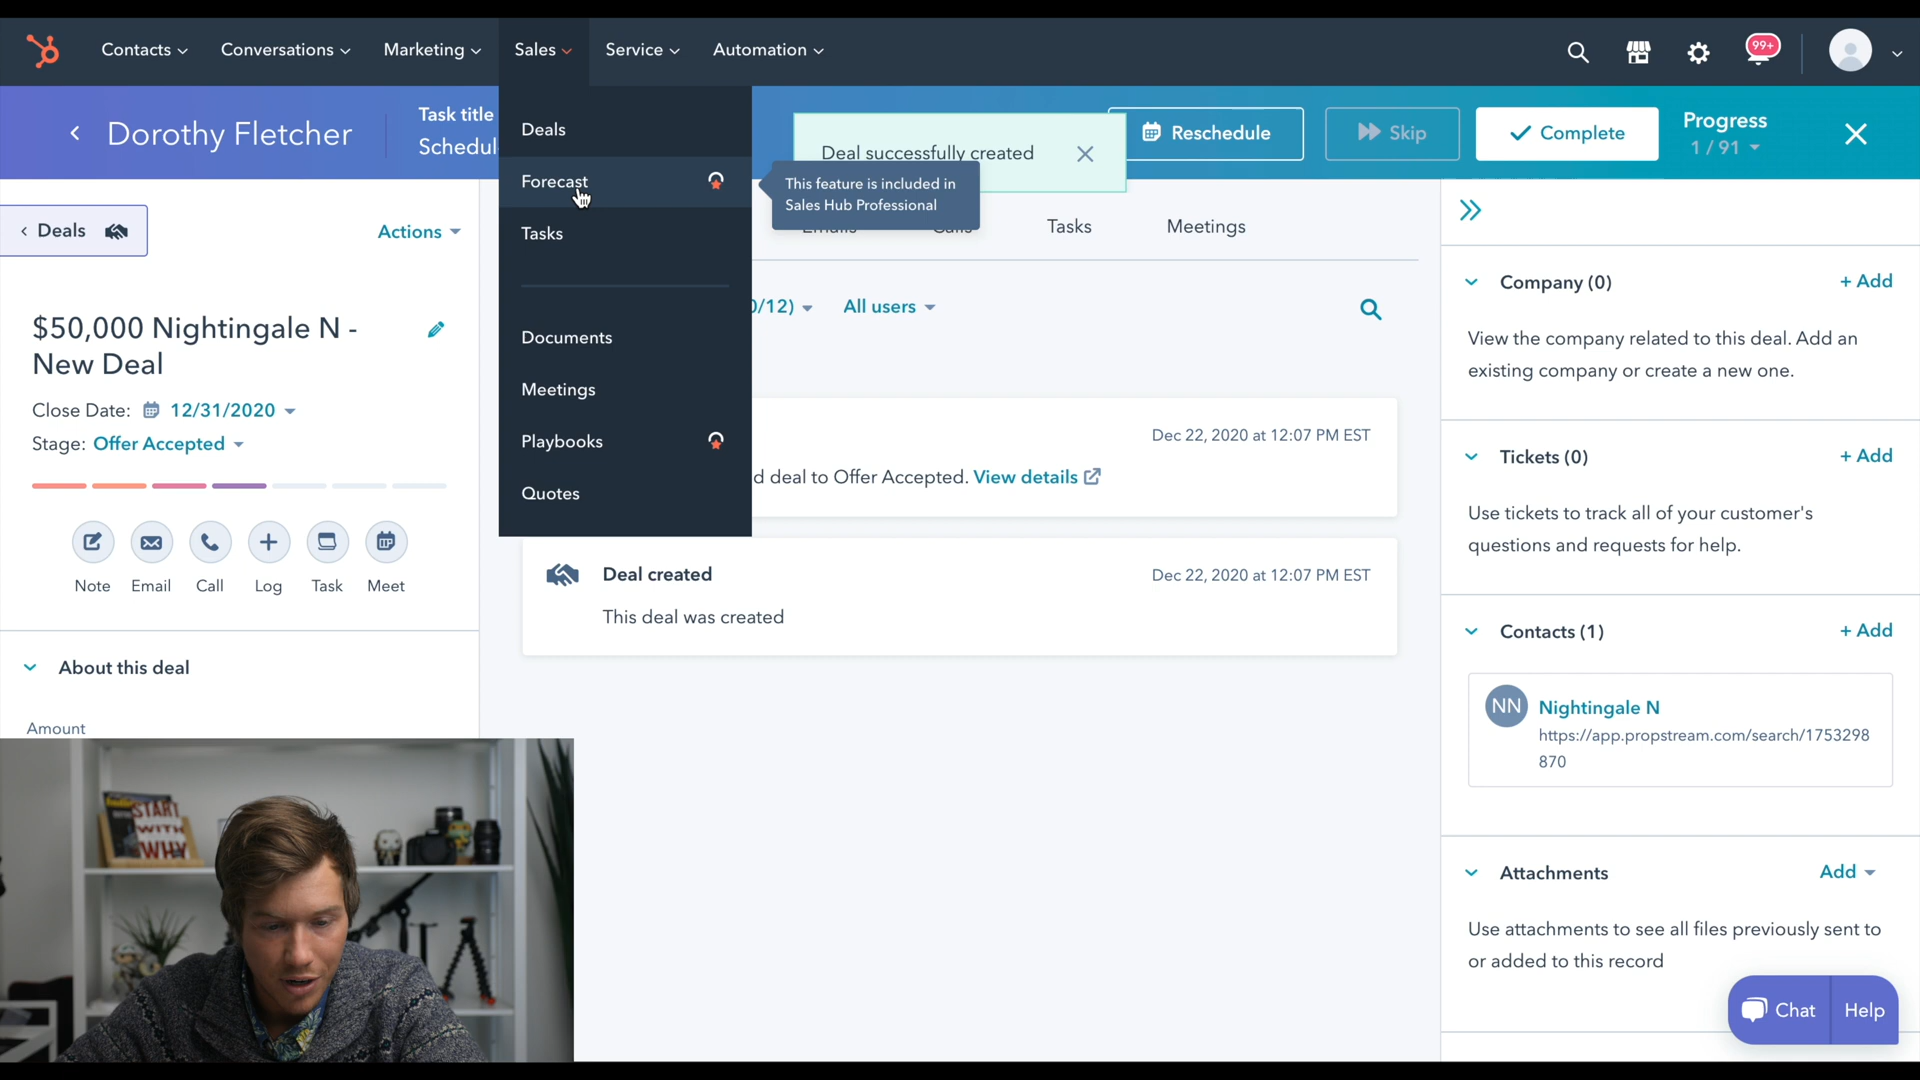 Contacts
Conversations
Marketing
Sales
Service
Automation
99+
Dorothy Fletcher
Task title
Schedul
Deal successfully created
Reschedule
Skip
Complete
Progress
1 / 91
Deals
Forecast
Tasks
Documents
Meetings
Playbooks
Quotes
This feature is included in
Sales Hub Professional
Deals
Actions
$50,000 Nightingale N -
New Deal
Close Date: 12/31/2020
Stage: Offer Accepted
Note
Email
Call
Log
Task
Meet
About this deal
Amount
Emails
Calls
Tasks
Meetings
0/12)
All users
Dec 22, 2020 at 12:07 PM EST
d deal to Offer Accepted. View details
Deal created
Dec 22, 2020 at 12:07 PM EST
This deal was created
Company (0)
+ Add
View the company related to this deal. Add an
existing company or create a new one.
Tickets (0)
+ Add
Use tickets to track all of your customer's
questions and requests for help.
Contacts (1)
+ Add
NN
Nightingale N
https://app.propstream.com/search/1753298
870
Attachments
Add
Use attachments to see all files previously sent to
or added to this record
Chat
Help
START
WITH
WHY